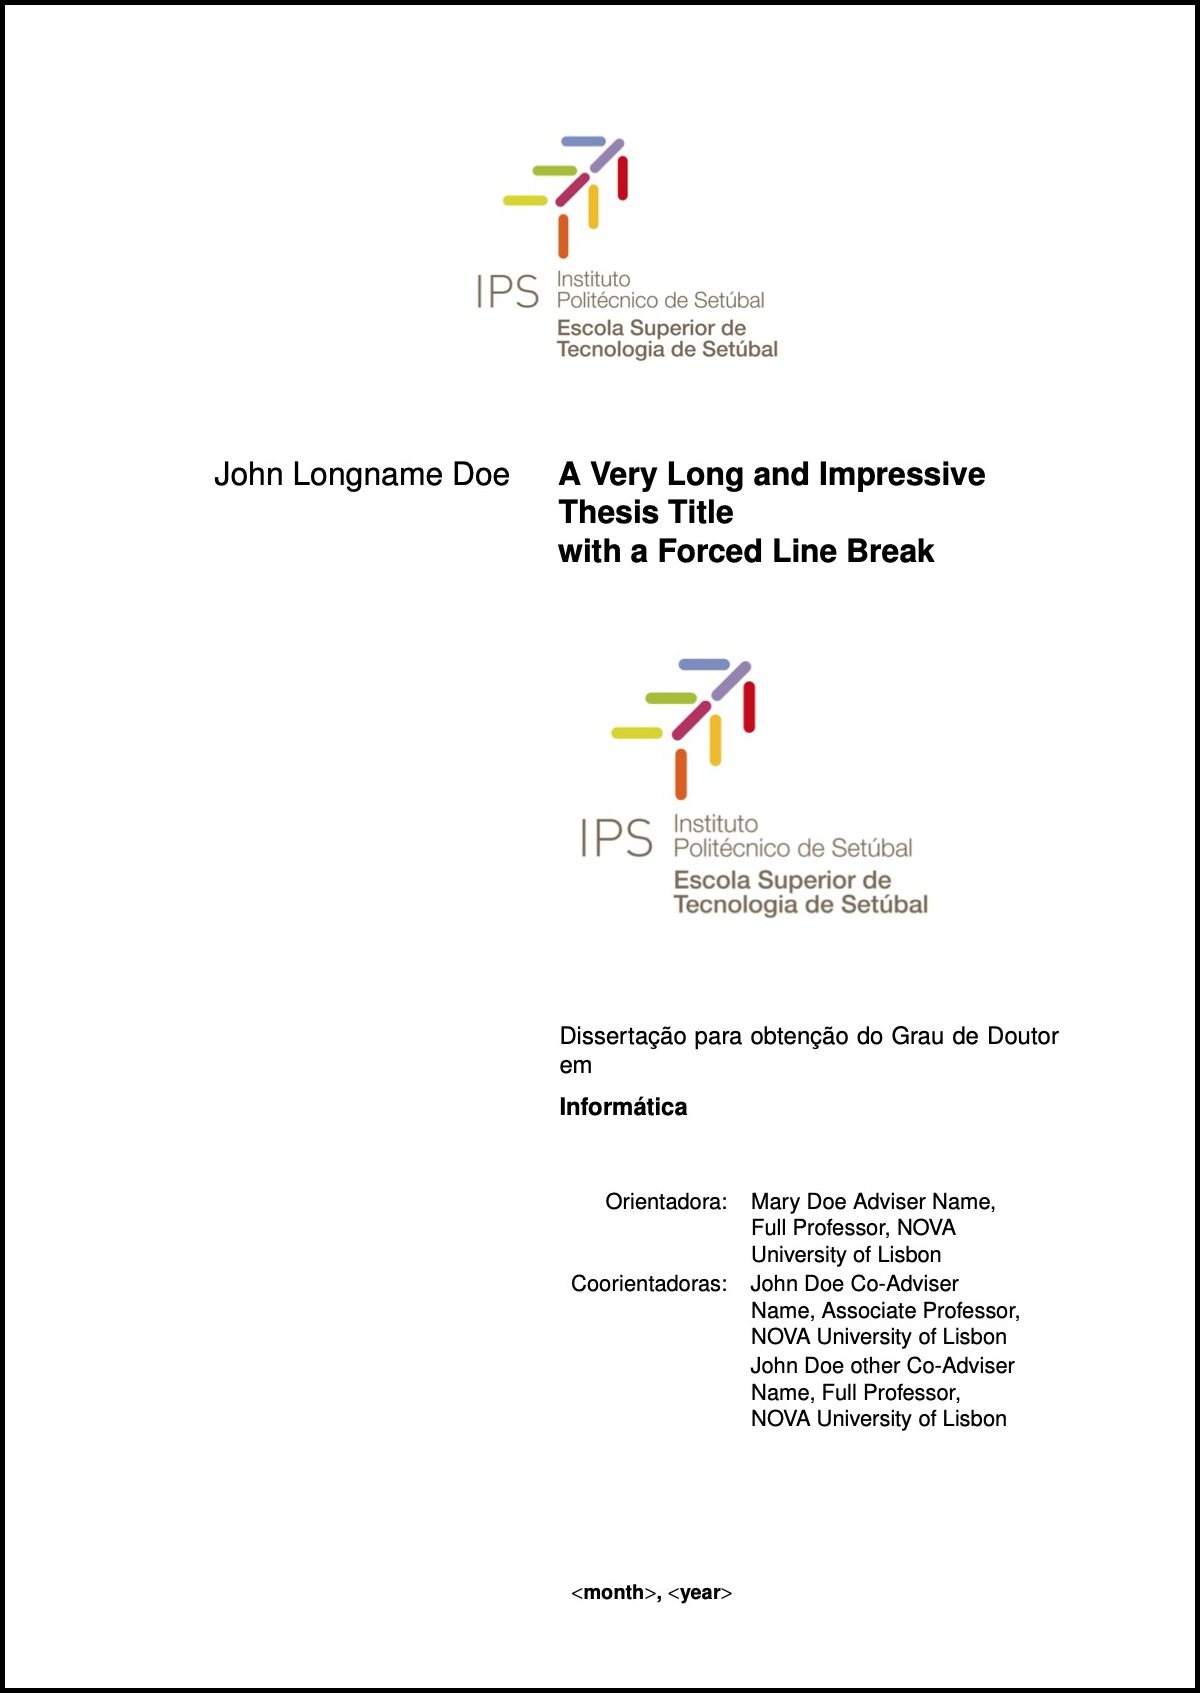 IPS Instituto
Politécnico de Setúbal
Escola Superior de
Tecnologia de Setúbal
John Longname Doe
A Very Long and Impressive
Thesis Title
with a Forced Line Break
IPS Instituto
Politécnico de Setúbal
Escola Superior de
Tecnologia de Setúbal
Dissertação para obtenção do Grau de Doutor
em
Informática
Orientadora: Mary Doe Adviser Name,
Full Professor, NOVA
University of Lisbon
Coorientadoras: John Doe Co-Adviser
Name, Associate Professor,
NOVA University of Lisbon
John Doe other Co-Adviser
Name, Full Professor,
NOVA University of Lisbon
<month>, <year>